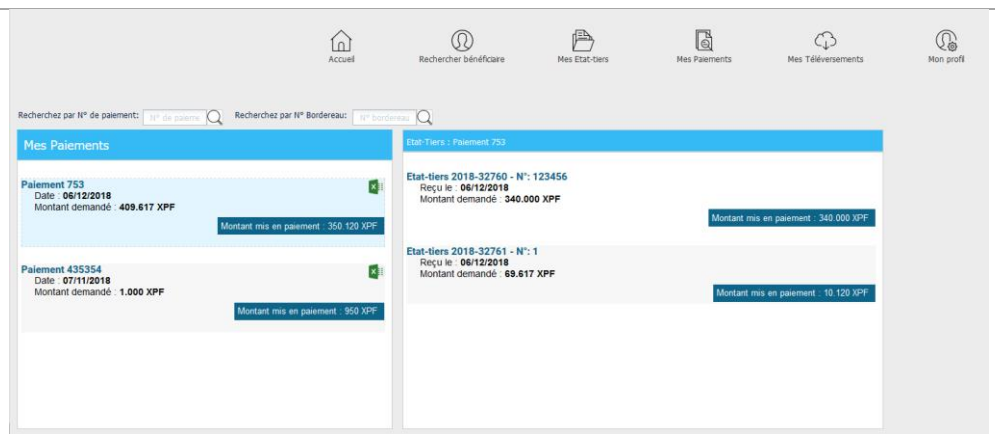 Accueil
Rechercher bénéficiaire
Mes Etat-tiers
Mes Paiements
Mes Téléversements
Mon profil
Recherchez par N° de paiement:
N° de paieme
Recherchez par N° Bordereau:
N° bordereau
Mes Paiements
Paiement 753
Date : 06/12/2018
Montant demandé : 409.617 XPF
Montant mis en paiement : 350.120 XPF
Paiement 435354
Date : 07/11/2018
Montant demandé : 1.000 XPF
Montant mis en paiement : 950 XPF
Etat-Tiers : Paiement 753
Etat-tiers 2018-32760 - N°: 123456
Reçu le : 06/12/2018
Montant demandé : 340.000 XPF
Montant mis en paiement : 340.000 XPF
Etat-tiers 2018-32761 - N°: 1
Reçu le : 06/12/2018
Montant demandé : 69.617 XPF
Montant mis en paiement : 10.120 XPF